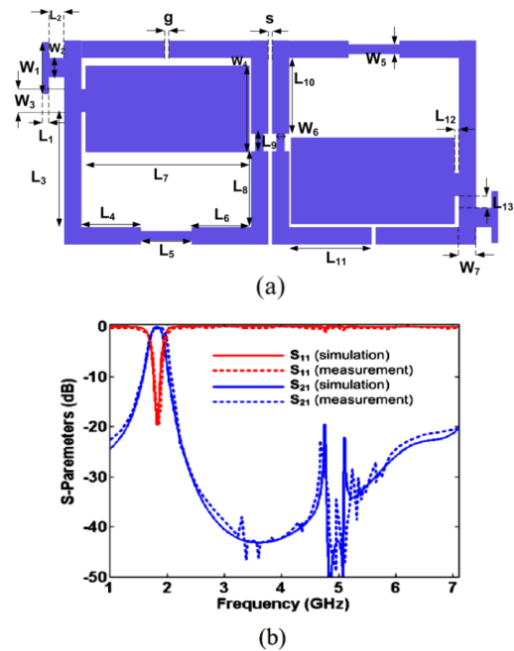 L2
g
s
W1
W2
W3
L1
L3
W4
L10
W5
W6
L9
L12
L7
L8
L4
L6
L5
L11
L13
W7
(a)
0
-10
-20
-30
-40
-50
S-Paremeters (dB)
S11 (simulation)
S11 (measurement)
S21 (simulation)
S21 (measurement)
1 2 3 4 5 6 7
Frequency (GHz)
(b)